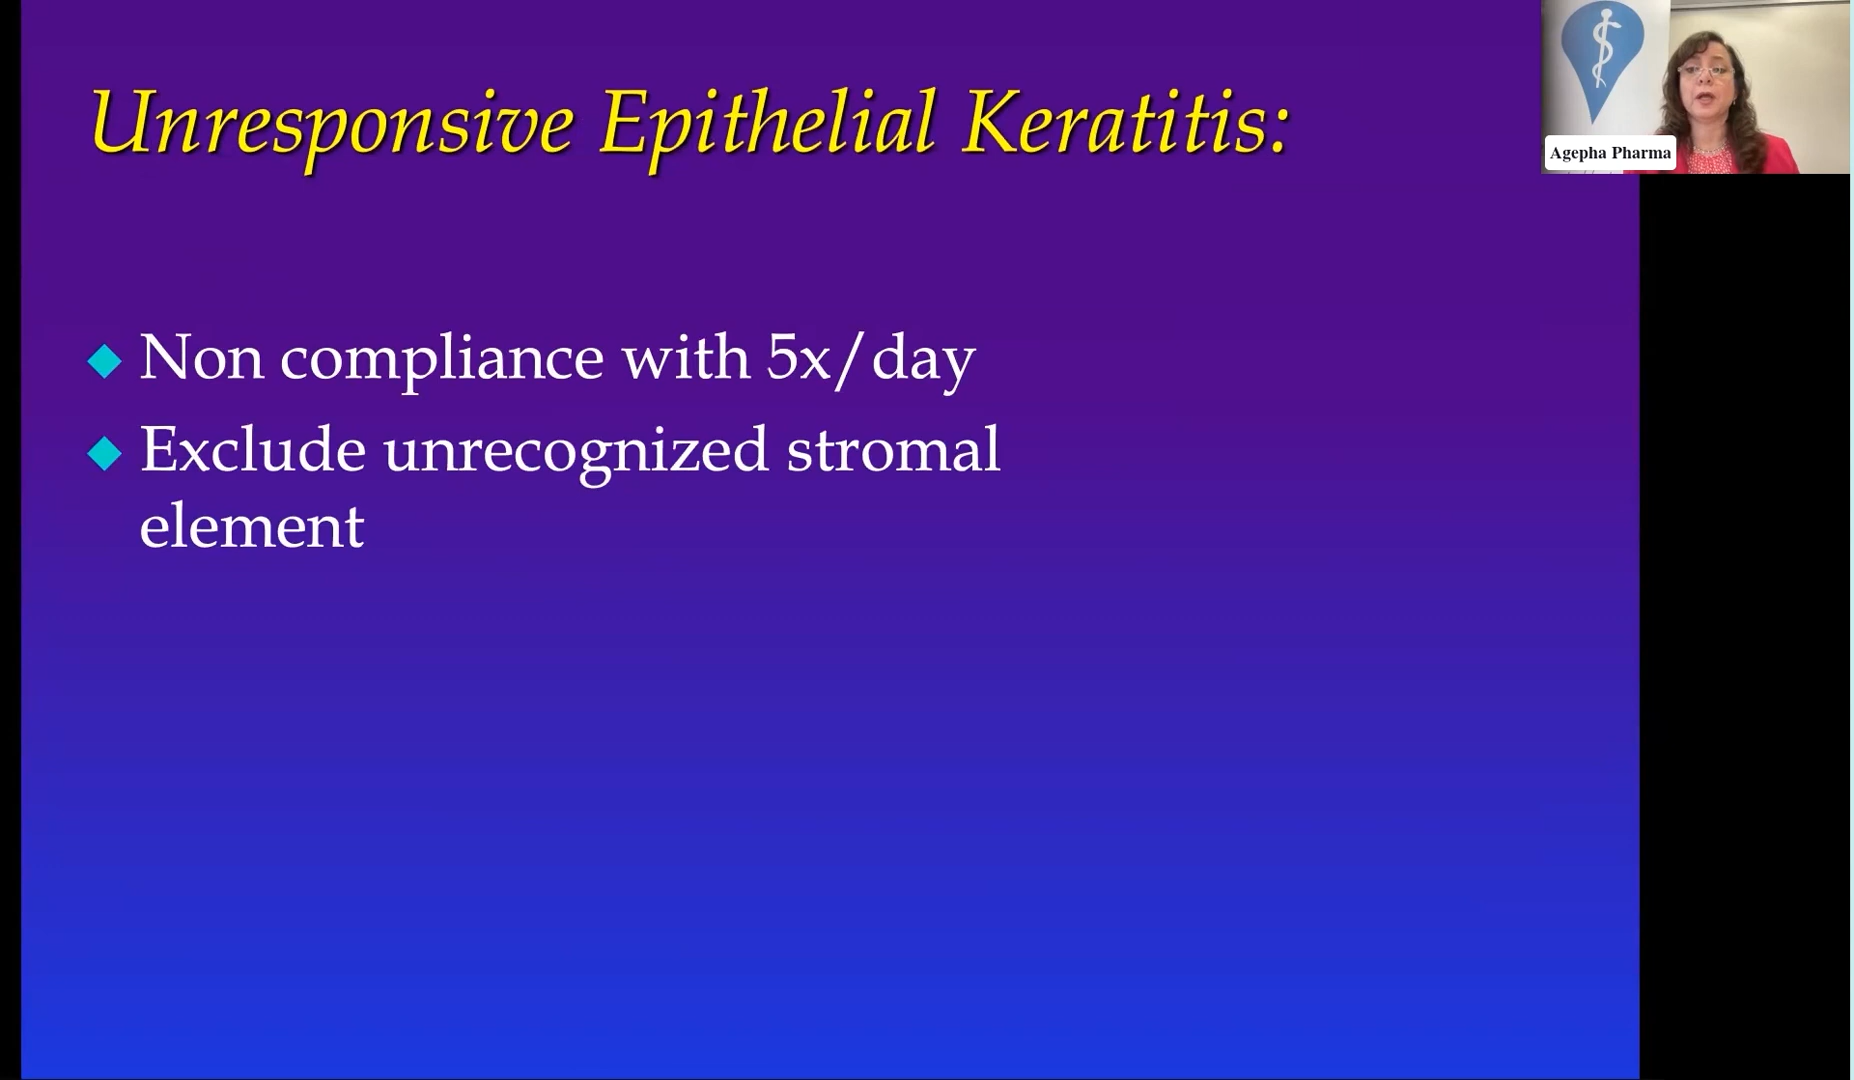 Unresponsive Epithelial Keratitis:
Agepha Pharma
Non compliance with 5x/day
Exclude unrecognized stromal
element